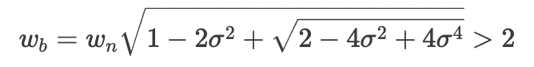 w_b = w_n√(1 − 2σ² + √(2 − 4σ² + 4σ⁴)) > 2